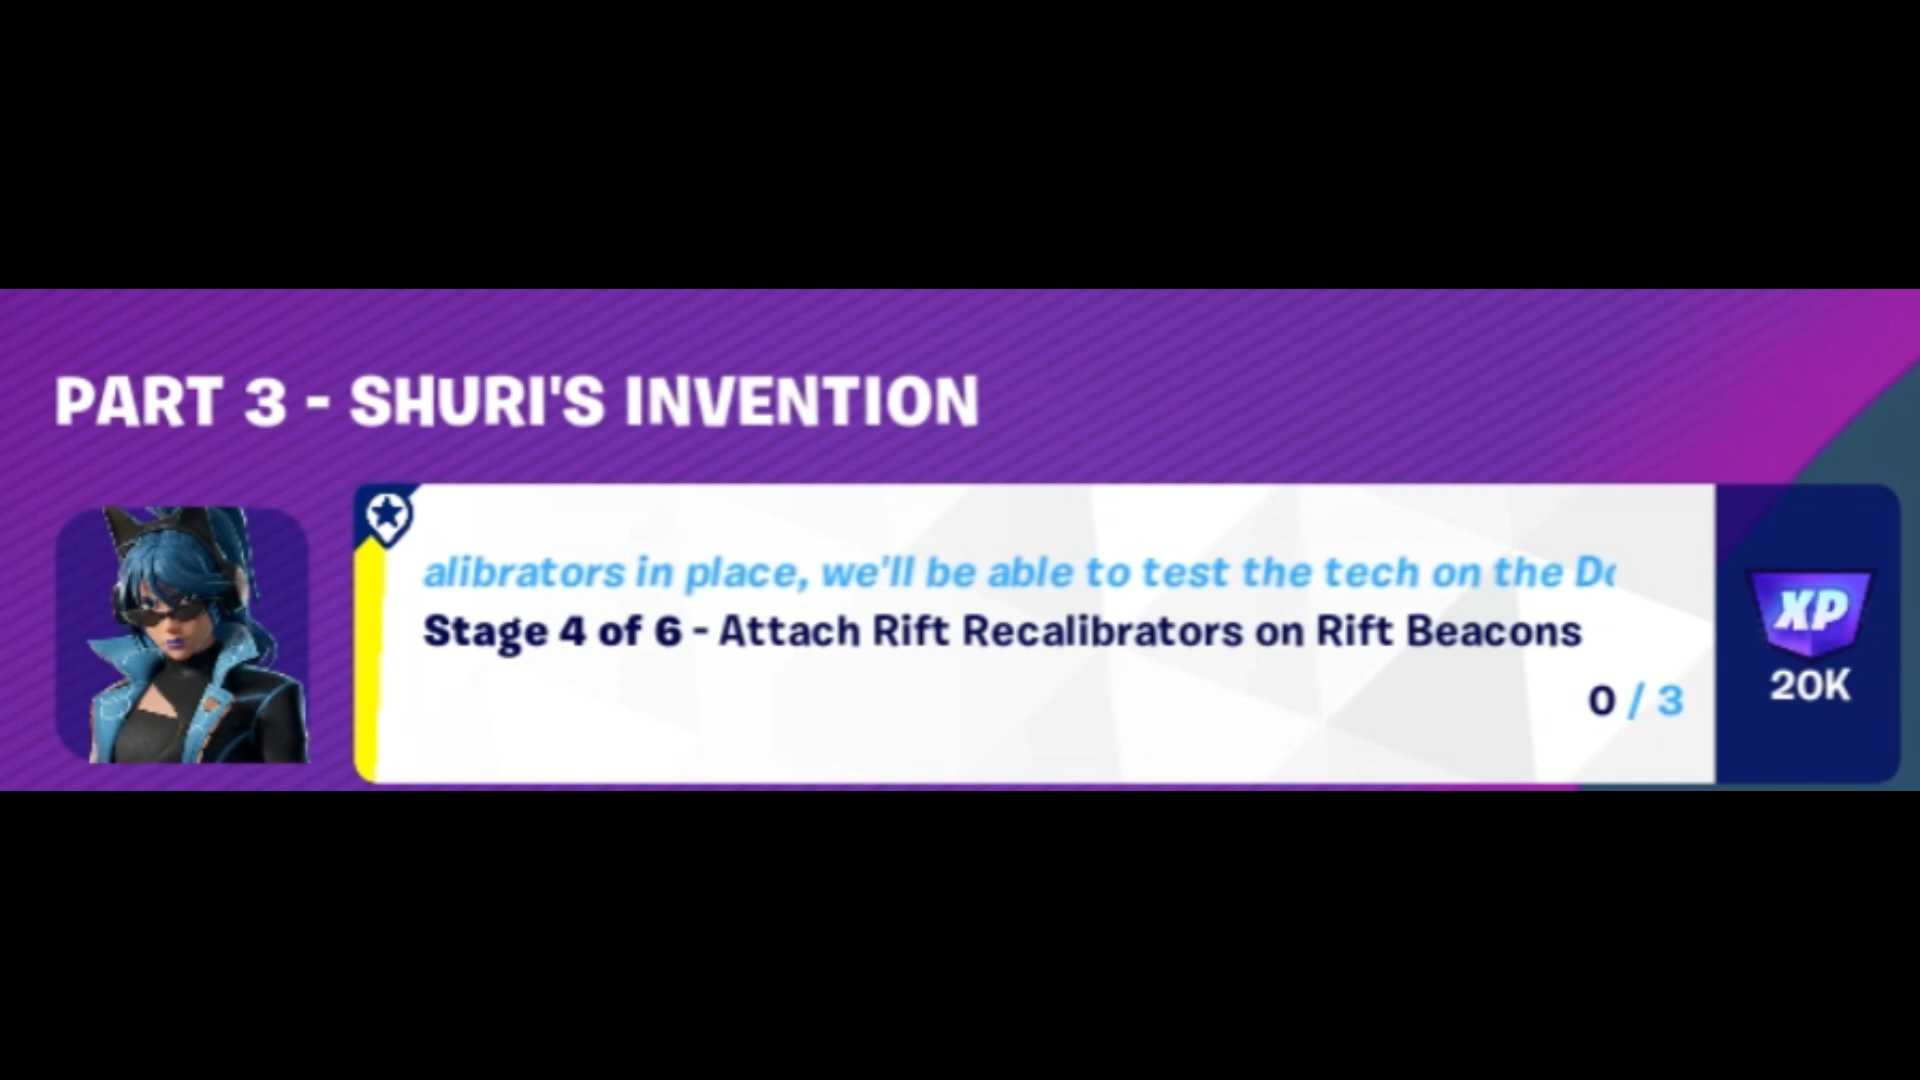 PART 3 - SHURI'S INVENTION
alibrators in place, we'll be able to test the tech on the
Stage 4 of 6 - Attach Rift Recalibrators on Rift Beacons
0 / 3
XP
20K